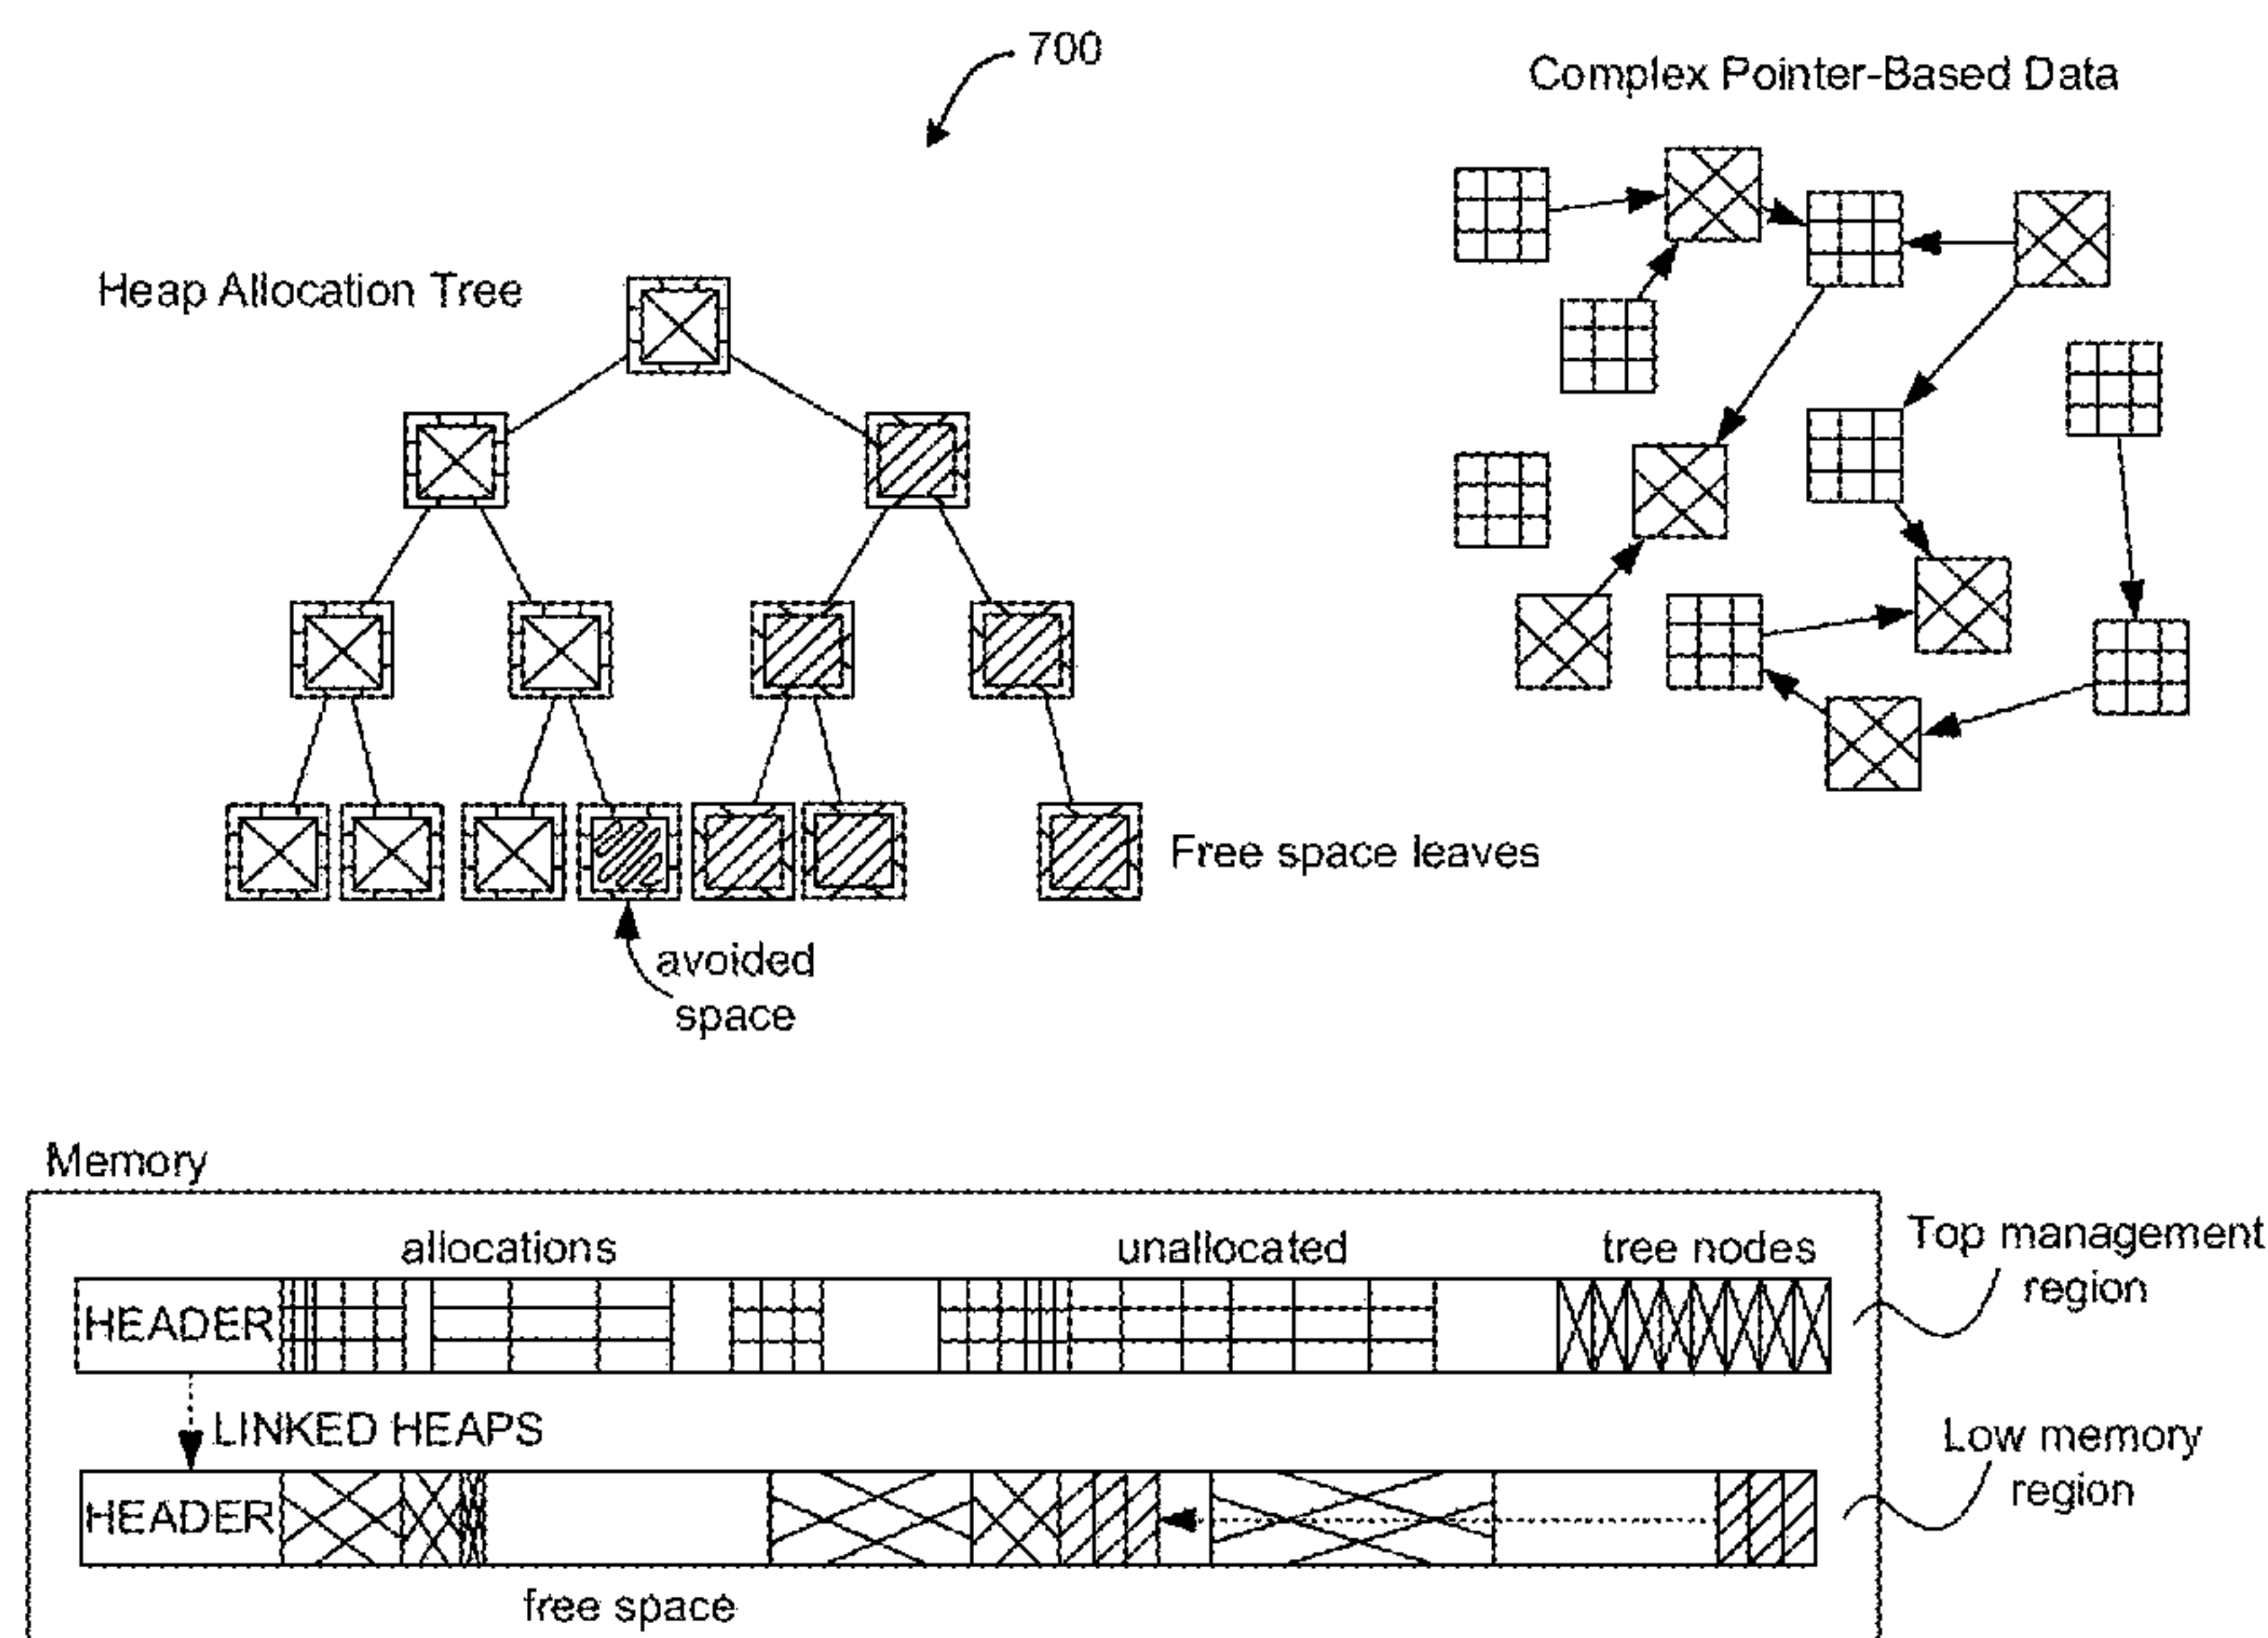 700
Complex Pointer-Based Data
Heap Allocation Tree
Free space leaves
avoided
space
Memory
allocations
unallocated
tree nodes
Top management
region
HEADER
LINKED HEAPS
Low memory
region
HEADER
free space